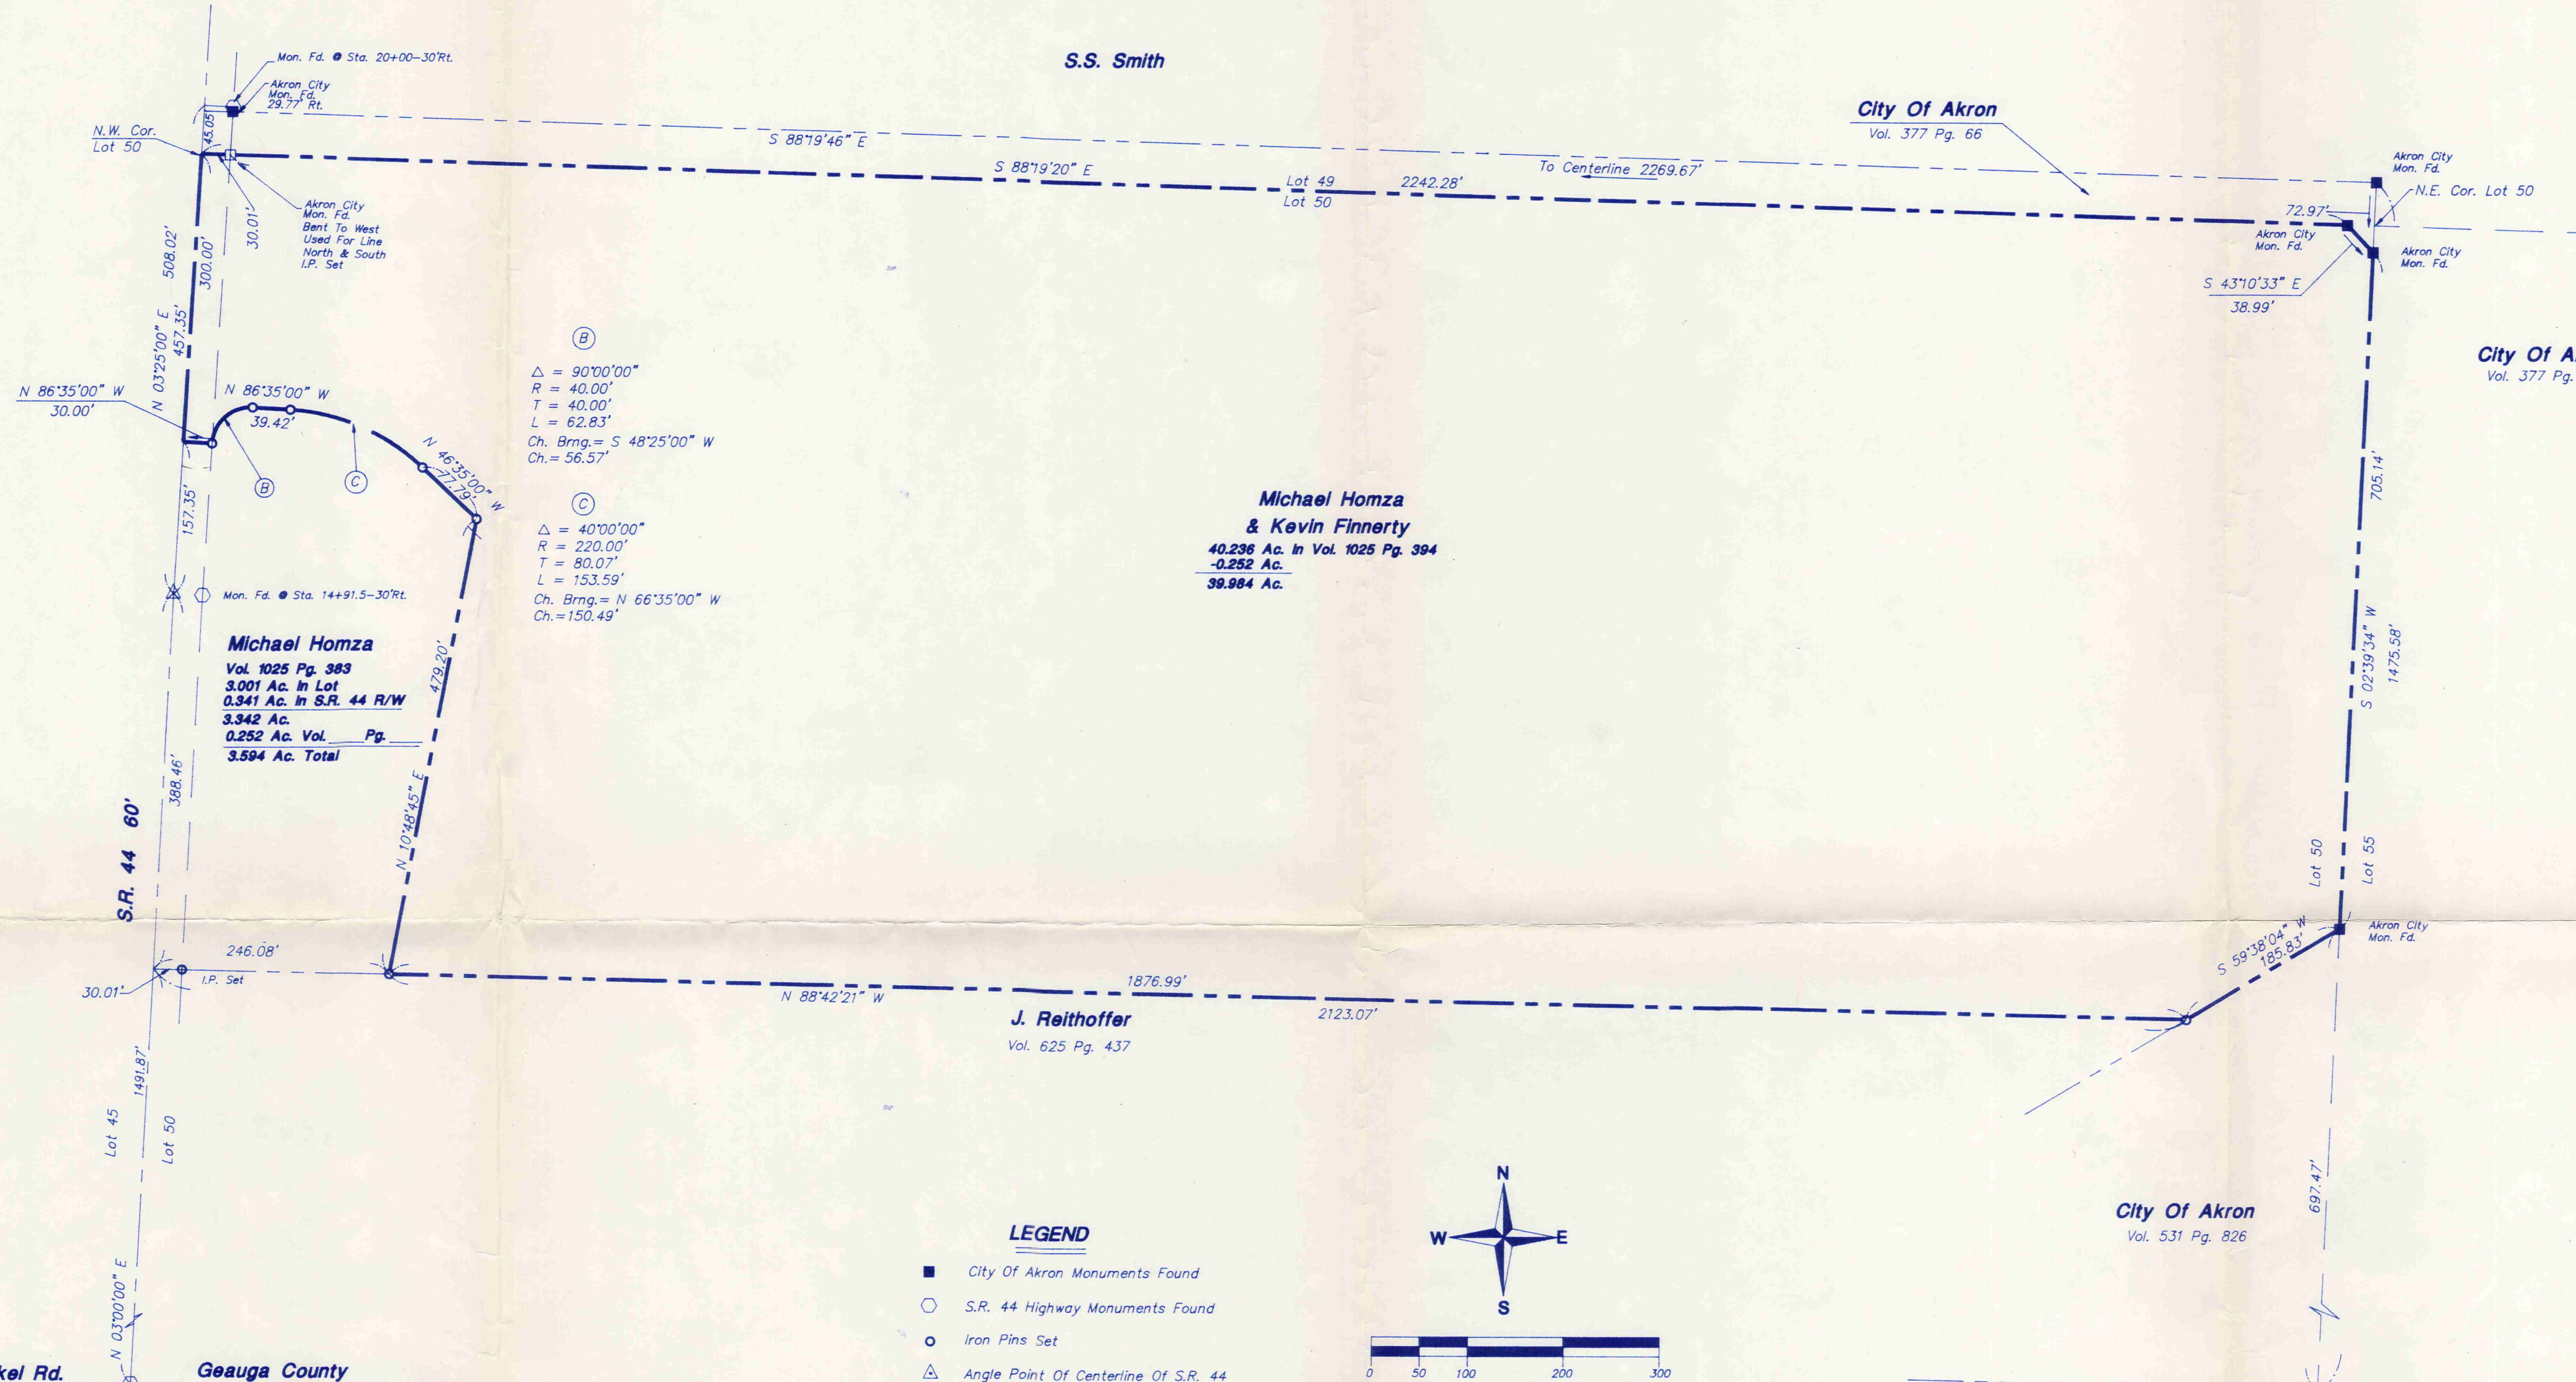 S.S. Smith
Mon. Fd. @ Sta. 20+00-30'Rt.
Akron City
Mon. Fd.
29.77' Rt.
45.05'
N.W. Cor.
Lot 50
City Of Akron
Vol. 377 Pg. 66
S 88°19'46" E
S 88°19'20" E
To Centerline 2269.67'
Lot 49
Lot 50
2242.28'
Akron City
Mon. Fd.
N.E. Cor. Lot 50
72.97'
Akron City
Mon. Fd.
Akron City
Mon. Fd.
S 43°10'33" E
38.99'
Akron City
Mon. Fd.
Bent To West
Used For Line
North & South
I.P. Set
30.01'
508.02'
300.00'
N 03°25'00" E
457.35'
N 86°35'00" W
30.00'
N 86°35'00" W
39.42'
B
C
N 46°35'00" W
77.79'
B
Δ = 90°00'00"
R = 40.00'
T = 40.00'
L = 62.83'
Ch. Brng.= S 48°25'00" W
Ch.= 56.57'
C
Δ = 40°00'00"
R = 220.00'
T = 80.07'
L = 153.59'
Ch. Brng.= N 66°35'00" W
Ch.=150.49'
City Of A
Vol. 377 Pg.
Michael Homza
& Kevin Finnerty
40.236 Ac. In Vol. 1025 Pg. 394
-0.252 Ac.
39.984 Ac.
705.14'
S 02°39'34" W
1475.58'
157.35'
Mon. Fd. @ Sta. 14+91.5-30'Rt.
Michael Homza
Vol. 1025 Pg. 383
3.001 Ac. In Lot
0.341 Ac. In S.R. 44 R/W
3.342 Ac.
0.252 Ac. Vol.____Pg.____
3.594 Ac. Total
479.20'
N 10°48'45" E
388.46'
S.R. 44 60'
Lot 50
Lot 55
Akron City
Mon. Fd.
S 59°38'04" W
185.83'
246.08'
I.P. Set
30.01'
N 88°42'21" W
1876.99'
2123.07'
J. Reithoffer
Vol. 625 Pg. 437
1491.87'
Lot 45
Lot 50
N 03°00'00" E
697.47'
City Of Akron
Vol. 531 Pg. 826
N
W
E
S
LEGEND
City Of Akron Monuments Found
S.R. 44 Highway Monuments Found
Iron Pins Set
Angle Point Of Centerline Of S.R. 44
0 50 100 200 300
kel Rd.
Geauga County